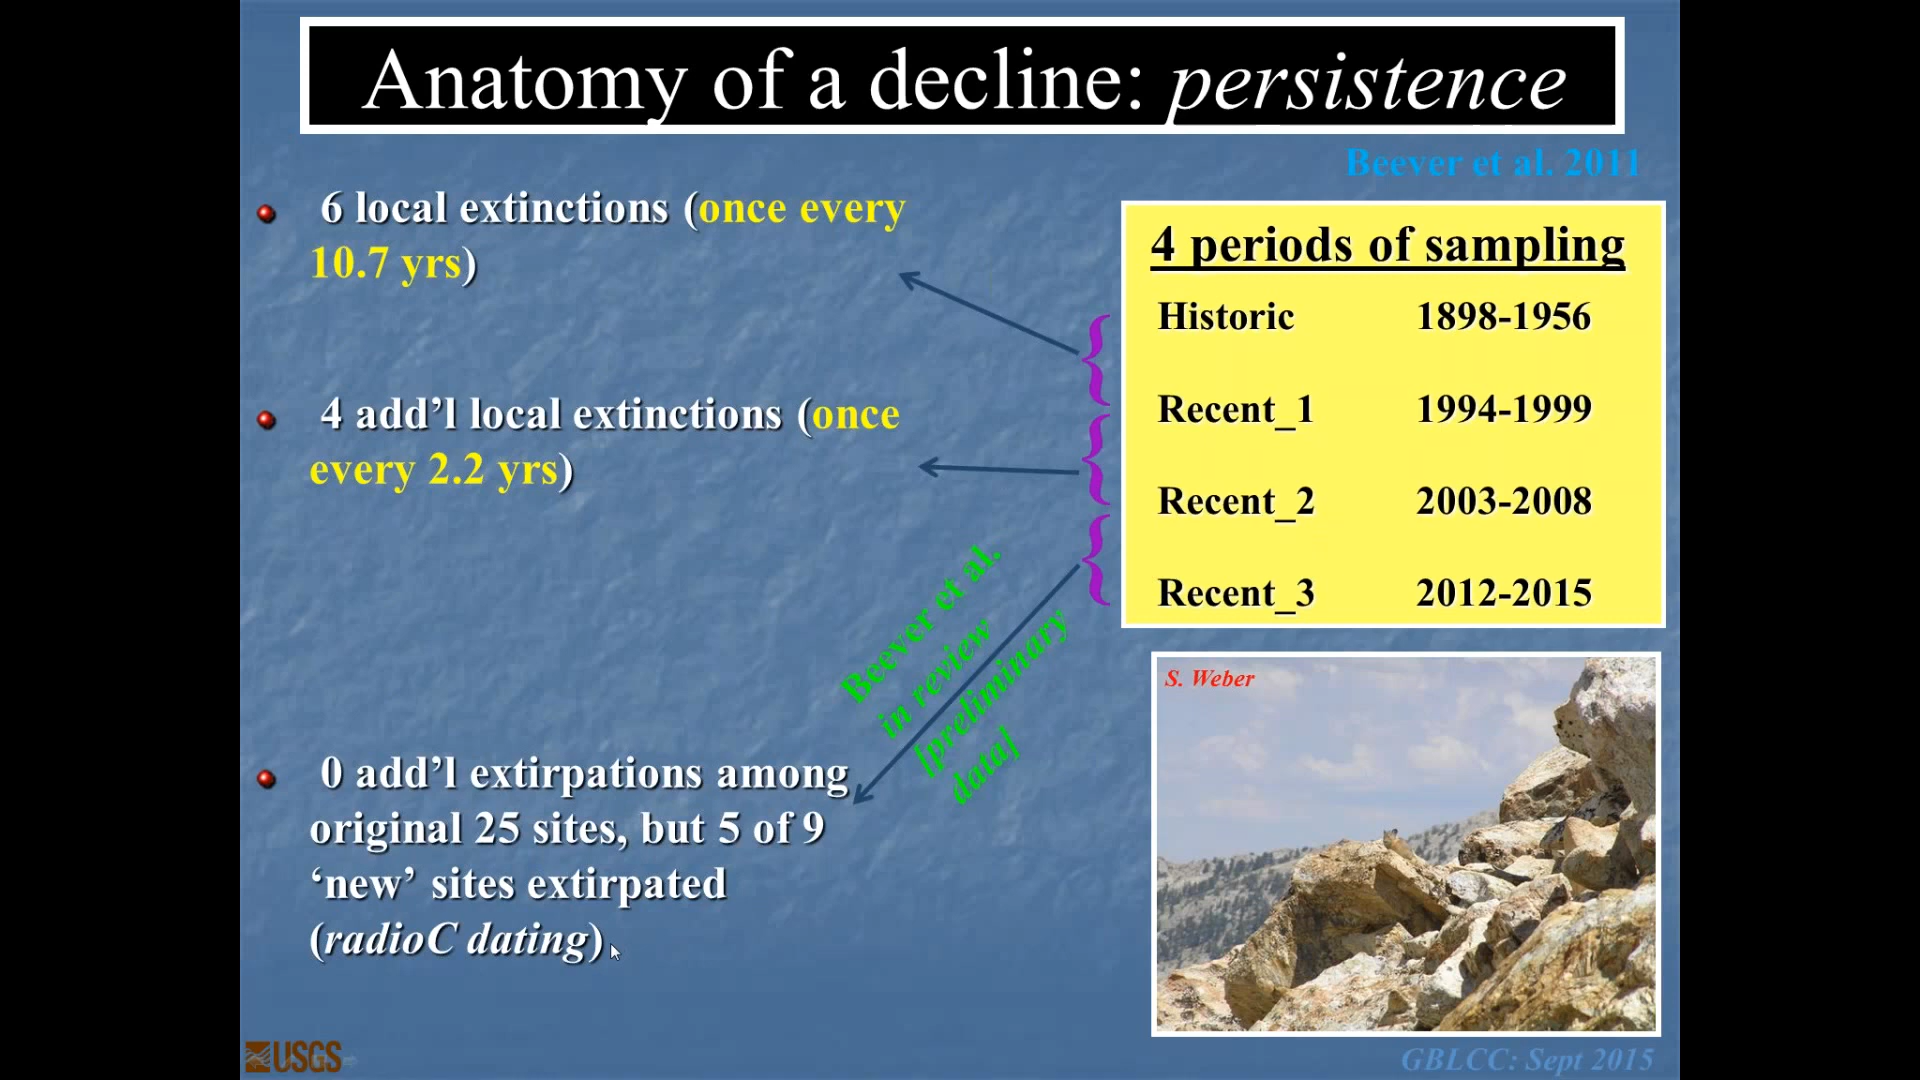 Anatomy of a decline: persistence
Beever et al. 2011
6 local extinctions (once every
10.7 yrs)
4 add’l local extinctions (once
every 2.2 yrs)
0 add’l extirpations among
original 25 sites, but 5 of 9
‘new’ sites extirpated
(radioC dating)
Beever et al.
in review
[preliminary
data]
4 periods of sampling
Historic 1898-1956
Recent_1 1994-1999
Recent_2 2003-2008
Recent_3 2012-2015
S. Weber
USGS
GBLCC: Sept 2015